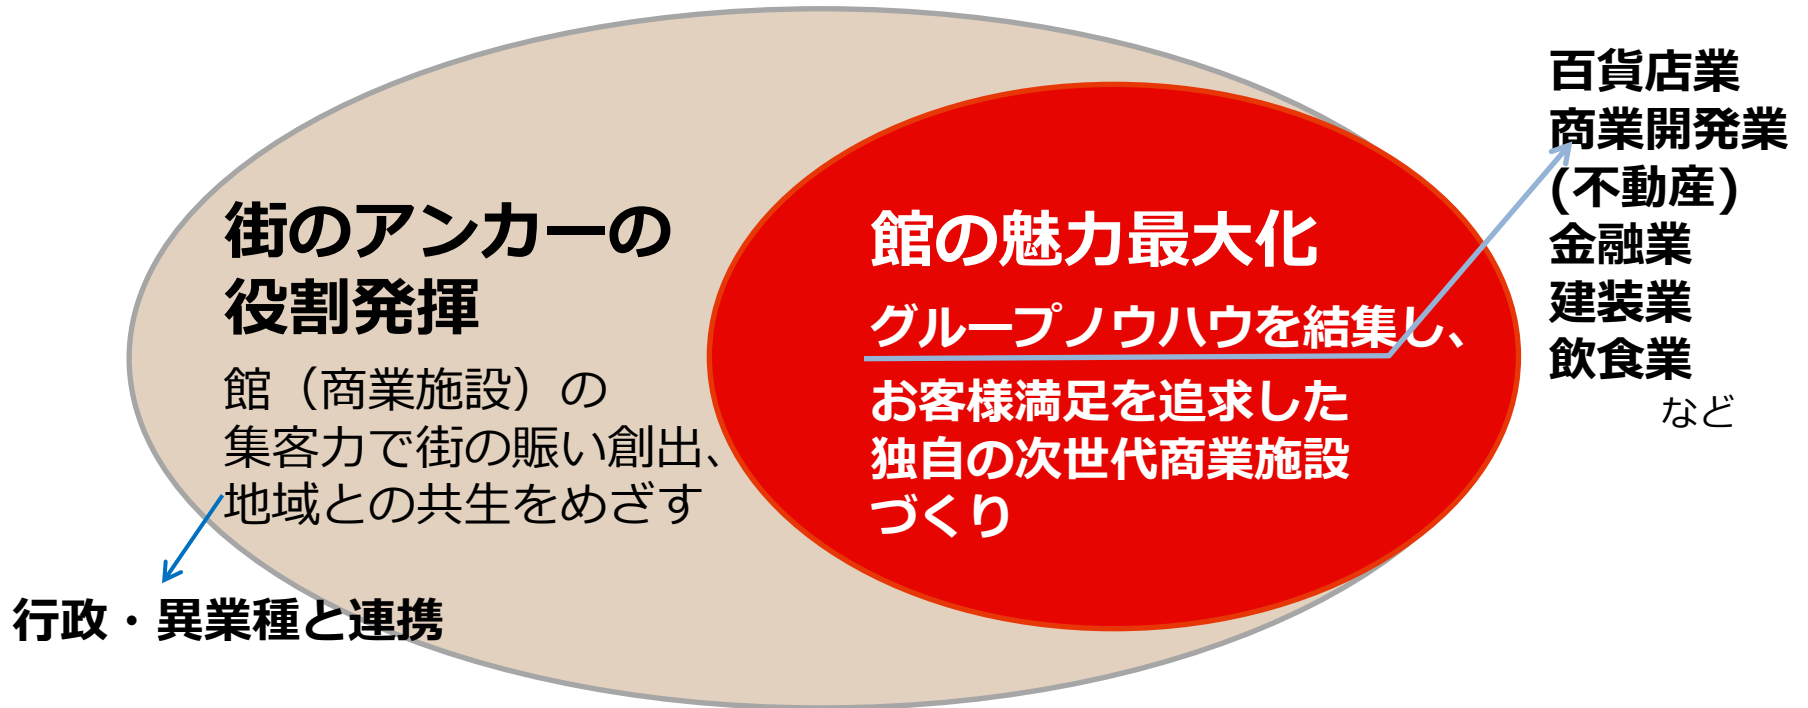 街のアンカーの
役割発揮
館（商業施設）の
集客力で街の賑い創出、
地域との共生をめざす
行政・異業種と連携
館の魅力最大化
グループノウハウを結集し、
お客様満足を追求した
独自の次世代商業施設
づくり
百貨店業
商業開発業
(不動産)
金融業
建装業
飲食業
など